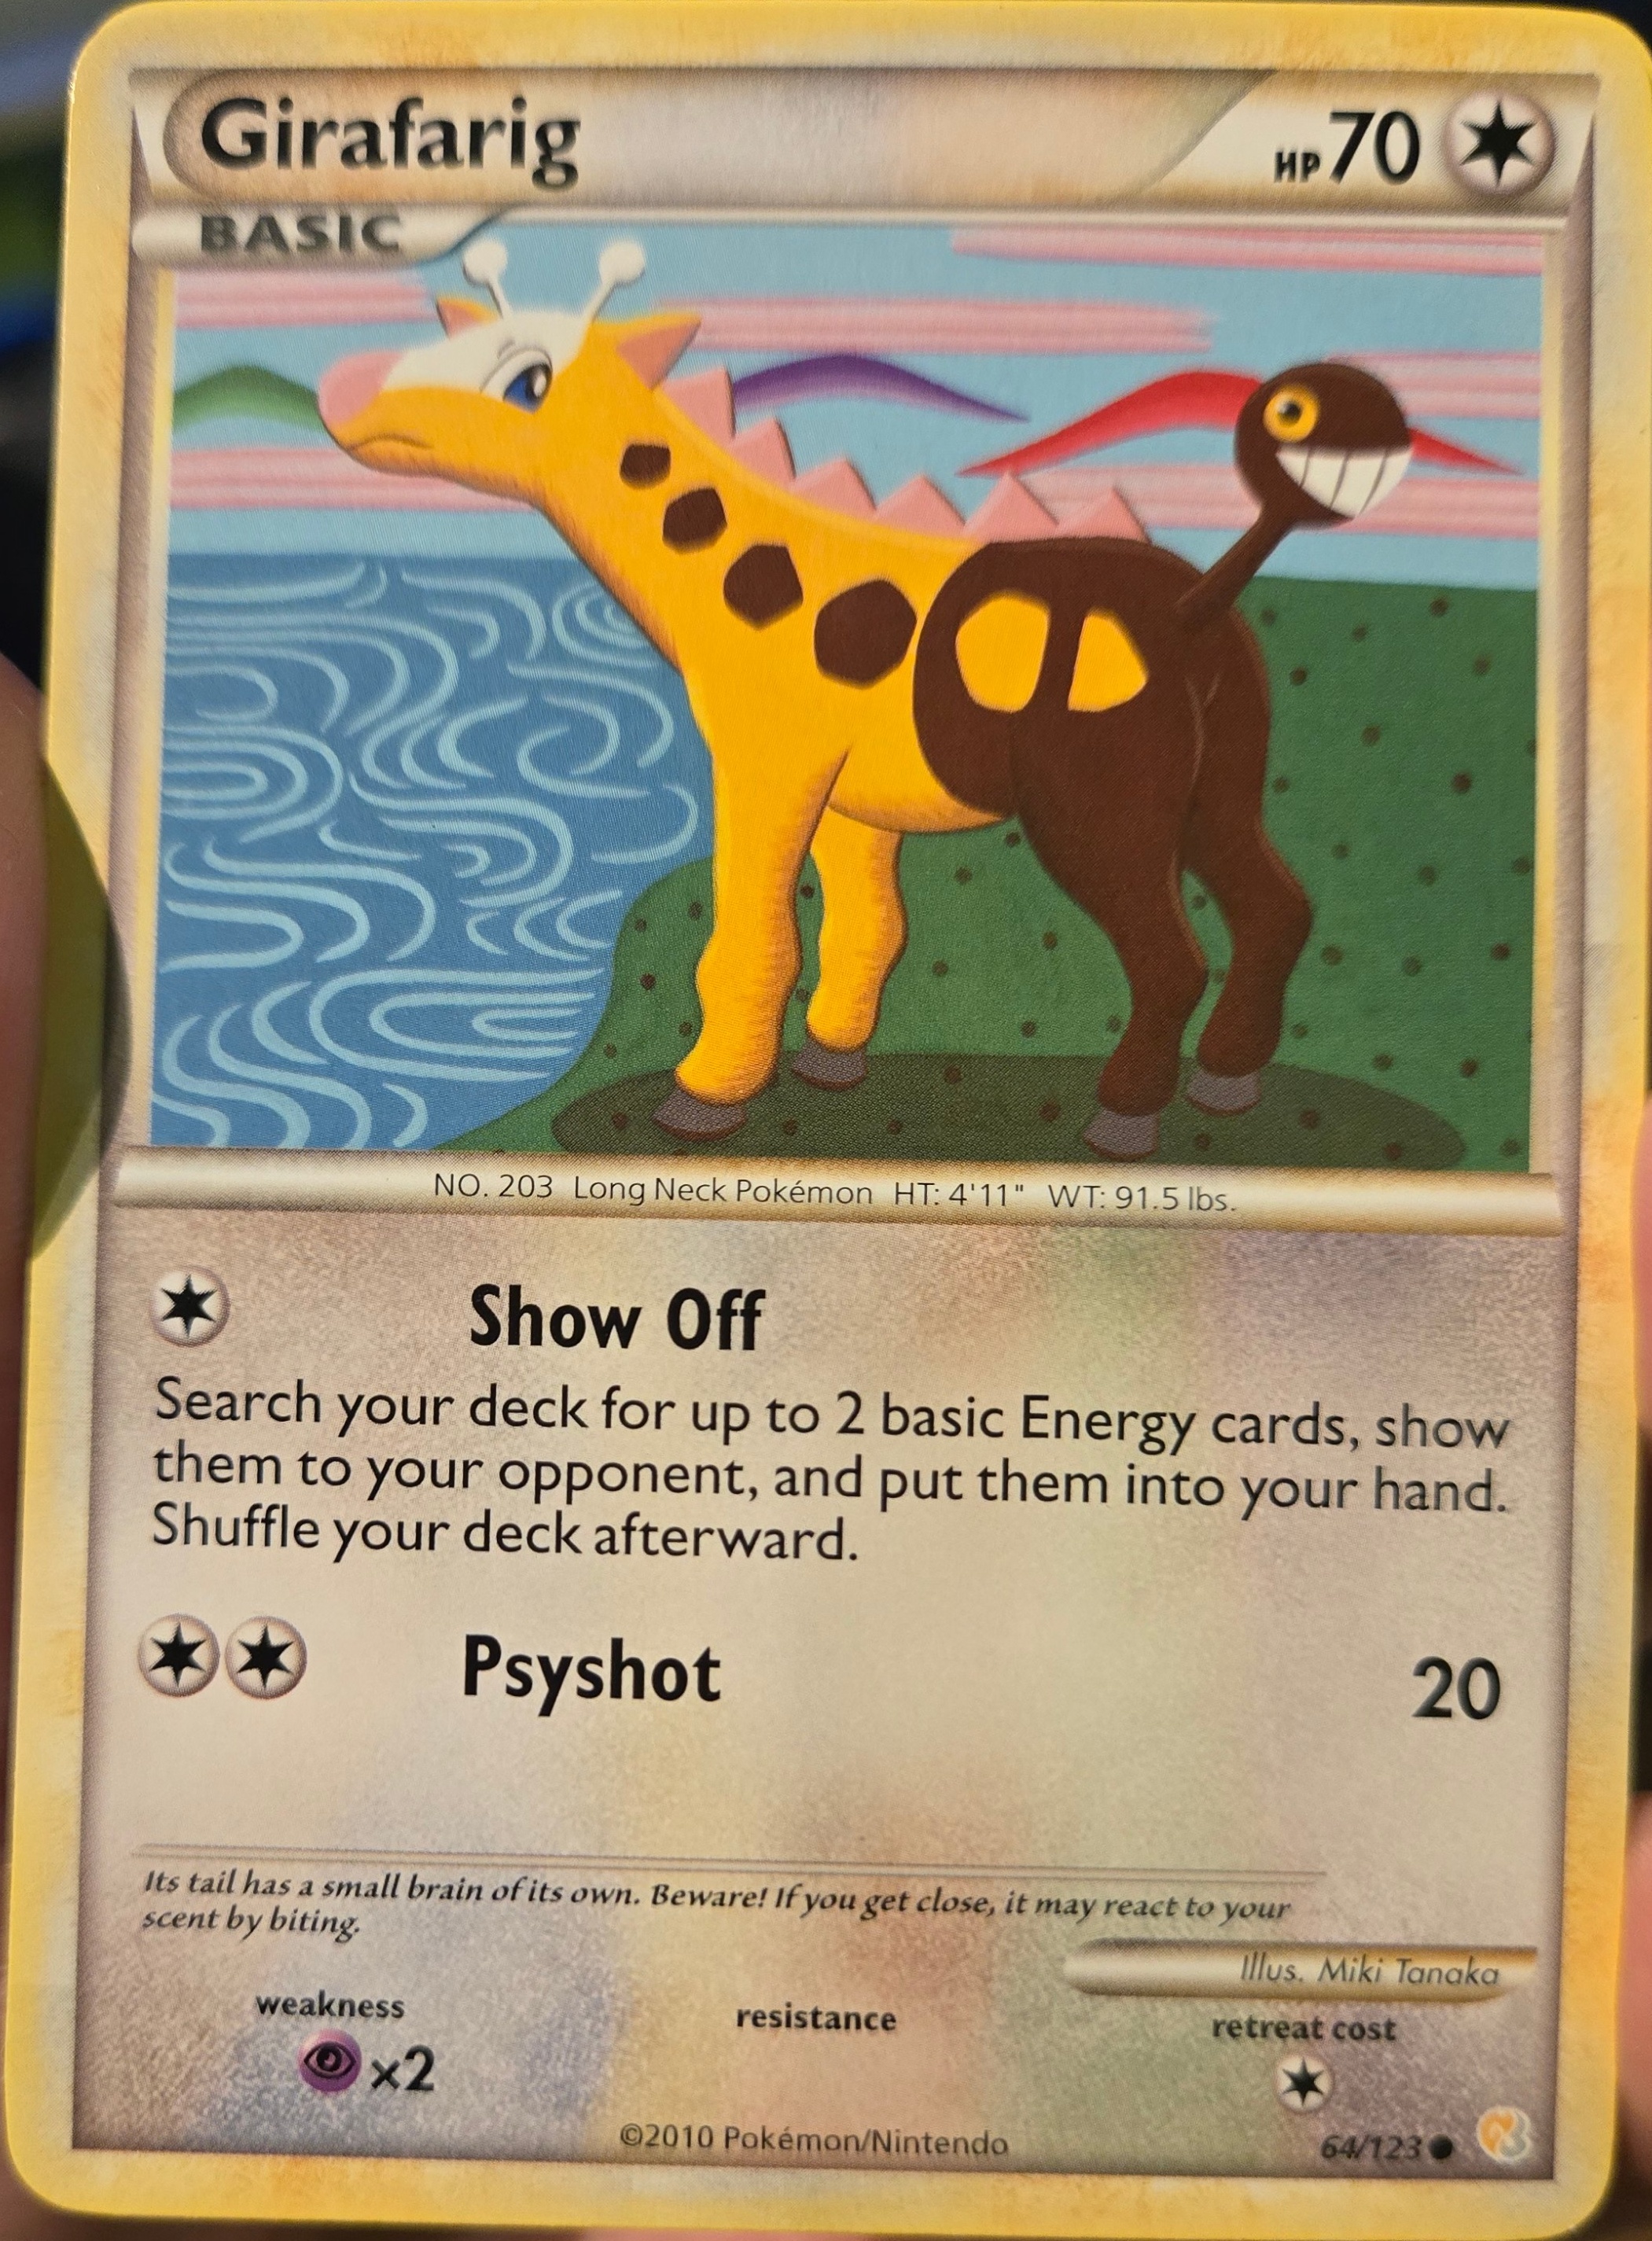 Girafarig
HP 70
BASIC
NO. 203 Long Neck Pokémon HT: 4'11" WT: 91.5 lbs.
Show Off
Search your deck for up to 2 basic Energy cards, show
them to your opponent, and put them into your hand.
Shuffle your deck afterward.
Psyshot 20
Its tail has a small brain of its own. Beware! If you get close, it may react to your
scent by biting.
Illus. Miki Tanaka
weakness resistance retreat cost
x2
©2010 Pokémon/Nintendo
64/123